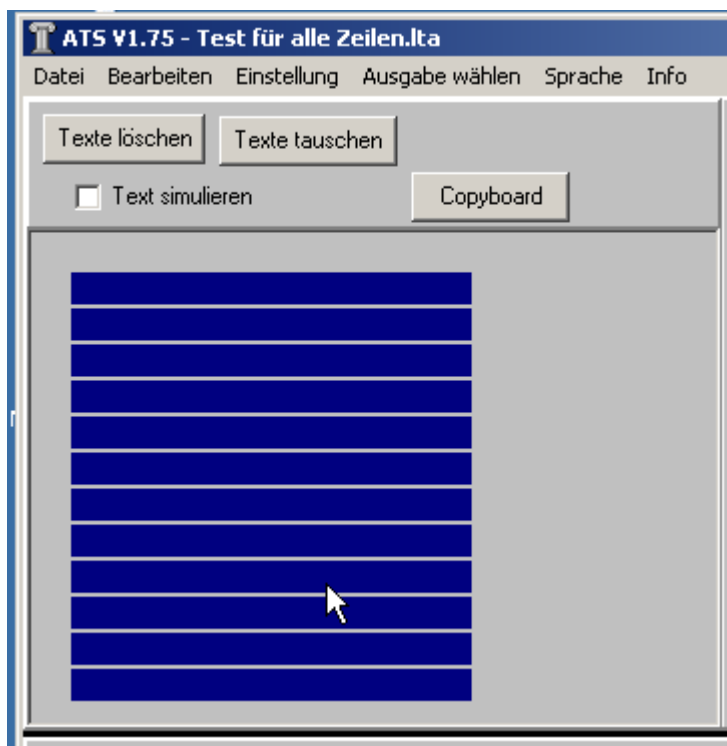 ATS V1.75 - Test für alle Zeilen.lta
Datei Bearbeiten Einstellung Ausgabe wählen Sprache Info
Texte löschen Texte tauschen
Text simulieren Copyboard